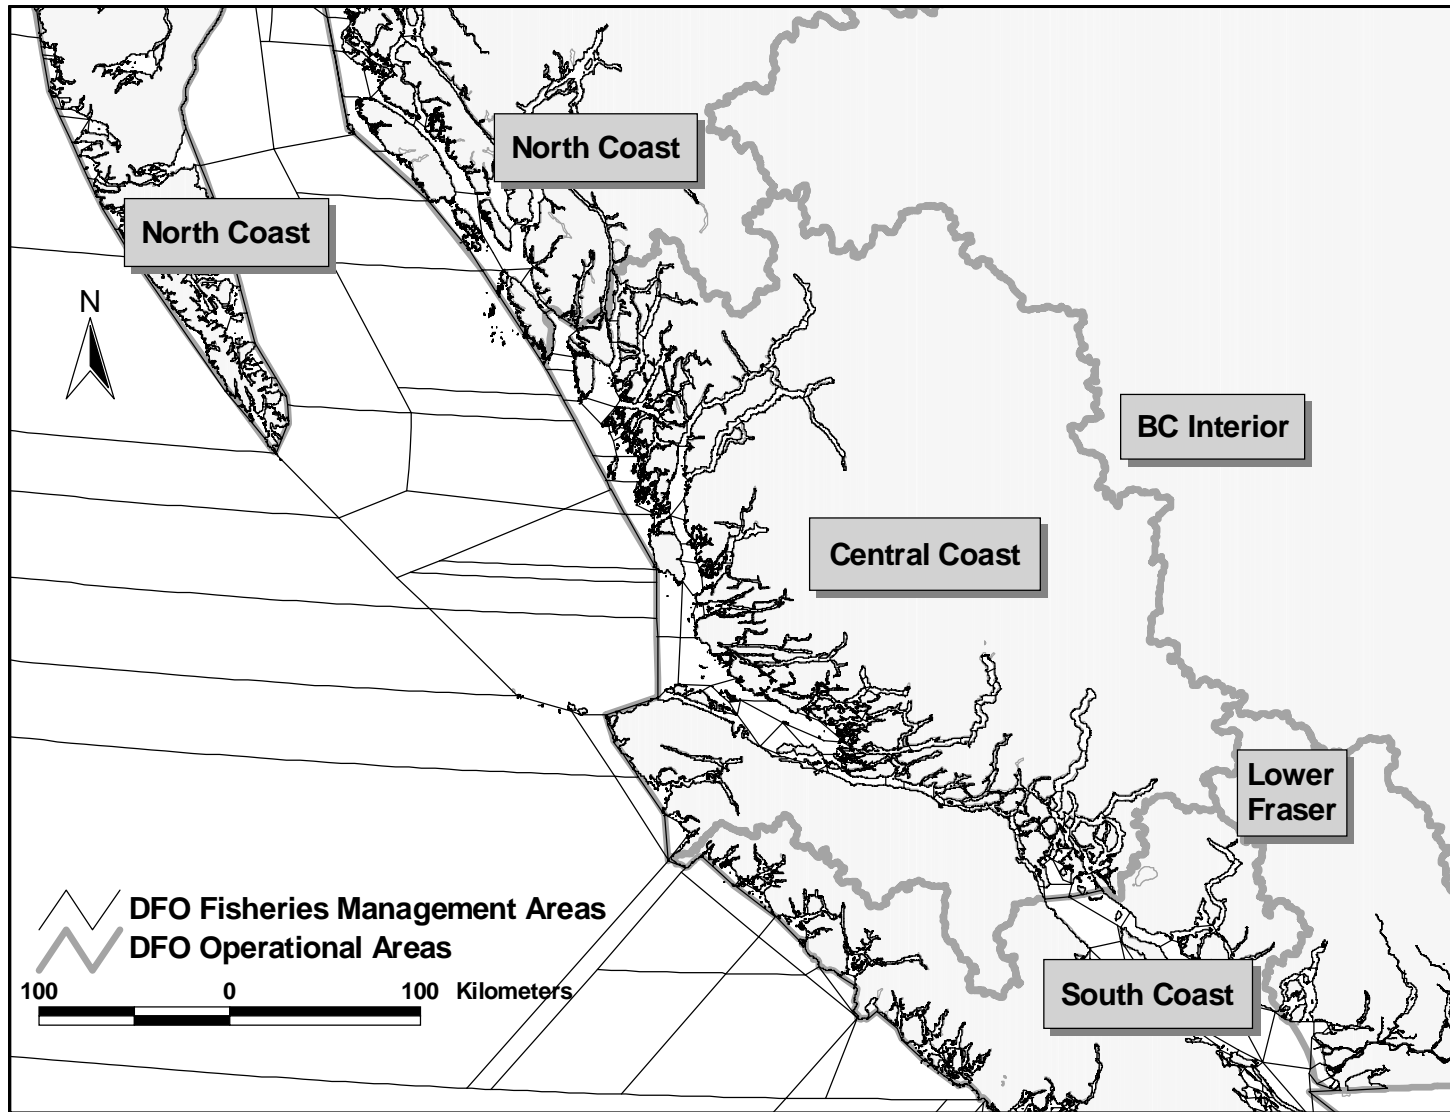 North Coast
North Coast
N
BC Interior
Central Coast
Lower
Fraser
DFO Fisheries Management Areas
DFO Operational Areas
100 0 100 Kilometers
South Coast